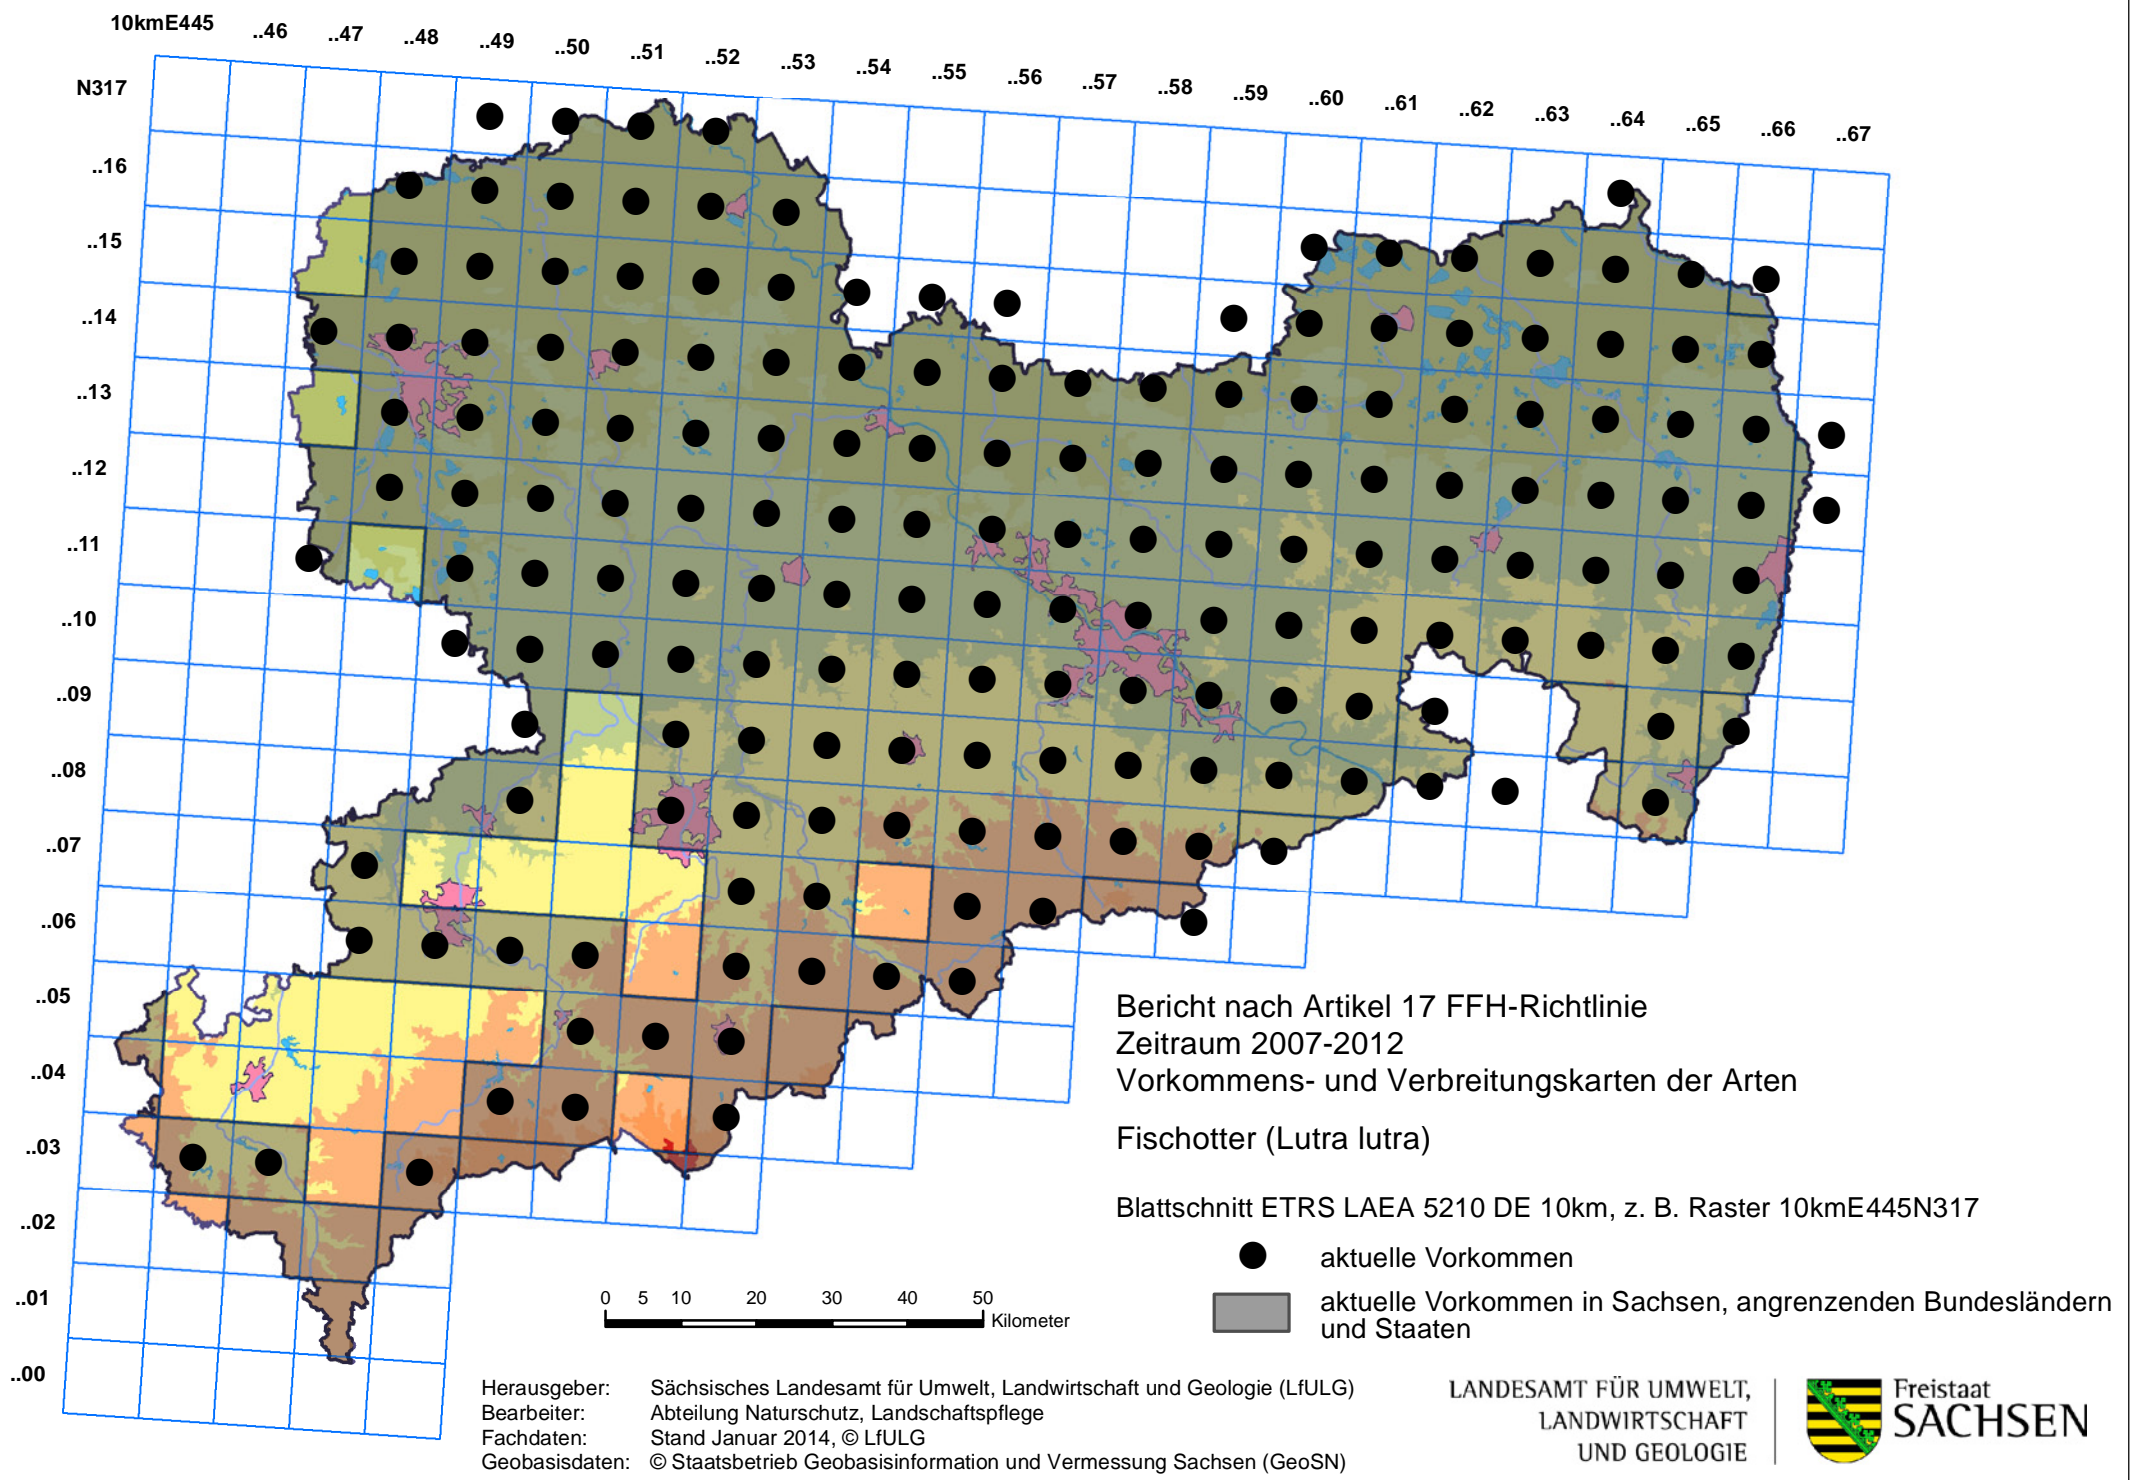 10kmE445 ..46 ..47 ..48 ..49 ..50 ..51 ..52 ..53 ..54 ..55 ..56 ..57 ..58 ..59 ..60 ..61 ..62 ..63 ..64 ..65 ..66 ..67
N317
..16
..15
..14
..13
..12
..11
..10
..09
..08
..07
..06
..05
..04
..03
..02
..01
..00
Bericht nach Artikel 17 FFH-Richtlinie
Zeitraum 2007-2012
Vorkommens- und Verbreitungskarten der Arten
Fischotter (Lutra lutra)
Blattschnitt ETRS LAEA 5210 DE 10km, z. B. Raster 10kmE445N317
aktuelle Vorkommen
aktuelle Vorkommen in Sachsen, angrenzenden Bundesländern
und Staaten
0 5 10 20 30 40 50
Kilometer
Herausgeber: Sächsisches Landesamt für Umwelt, Landwirtschaft und Geologie (LfULG)
Bearbeiter: Abteilung Naturschutz, Landschaftspflege
Fachdaten: Stand Januar 2014, © LfULG
Geobasisdaten: © Staatsbetrieb Geobasisinformation und Vermessung Sachsen (GeoSN)
LANDESAMT FÜR UMWELT,
LANDWIRTSCHAFT
UND GEOLOGIE
Freistaat
SACHSEN